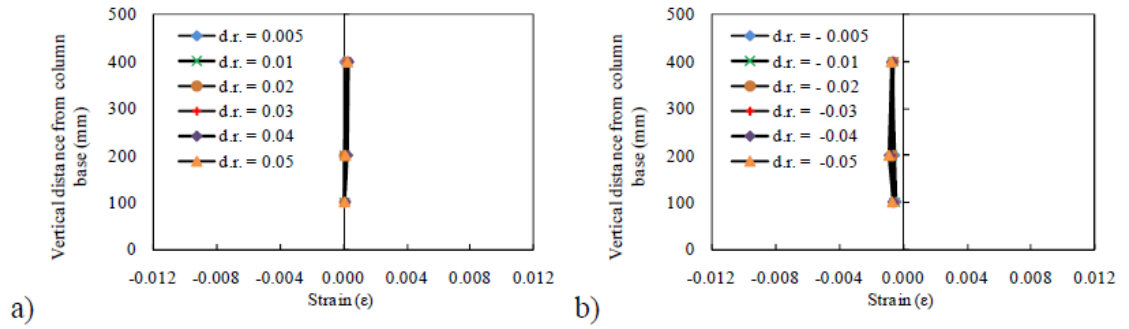 500
400
300
200
100
0
Vertical distance from column
base (mm)
d.r. = 0.005
d.r. = 0.01
d.r. = 0.02
d.r. = 0.03
d.r. = 0.04
d.r. = 0.05
-0.012 -0.008 -0.004 0.000 0.004 0.008 0.012
Strain (ε)
a)
500
400
300
200
100
0
Vertical distance from column
base (mm)
d.r. = - 0.005
d.r. = - 0.01
d.r. = - 0.02
d.r. = -0.03
d.r. = -0.04
d.r. = -0.05
-0.012 -0.008 -0.004 0.000 0.004 0.008 0.012
Strain (ε)
b)